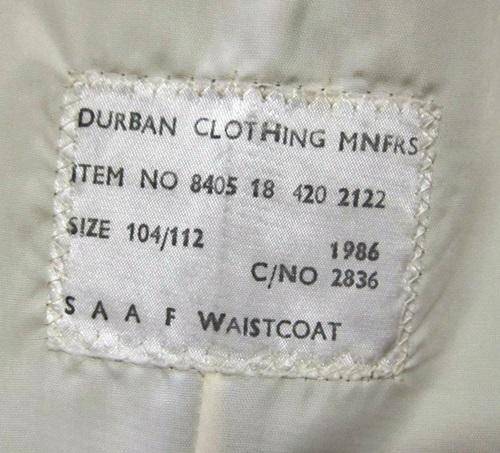 DURBAN CLOTHING MNFRS
ITEM NO 8405 18 420 2122
SIZE 104/112 1986
C/NO 2836
S A A F WAISTCOAT